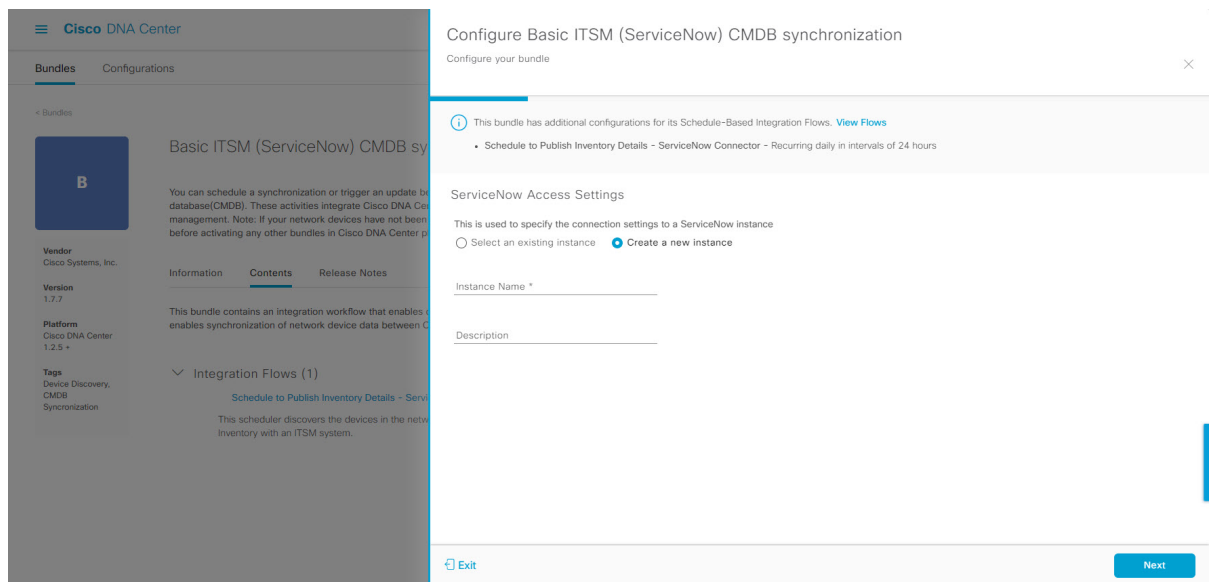 Cisco DNA Center
Bundles Configurations
< Bundles
B
Vendor
Cisco Systems, Inc.
Version
1.7.7
Platform
Cisco DNA Center
1.2.5 +
Tags
Device Discovery,
CMDB
Syncronization
Basic ITSM (ServiceNow) CMDB sy
You can schedule a synchronization or trigger an update be
database(CMDB). These activities integrate Cisco DNA Ce
management. Note: If your network devices have not been
before activating any other bundles in Cisco DNA Center p
Information Contents Release Notes
This bundle contains an integration workflow that enables
enables synchronization of network device data between C
Integration Flows (1)
Schedule to Publish Inventory Details - Servi
This scheduler discovers the devices in the netw
Inventory with an ITSM system.
Configure Basic ITSM (ServiceNow) CMDB synchronization
Configure your bundle
This bundle has additional configurations for its Schedule-Based Integration Flows. View Flows
• Schedule to Publish Inventory Details - ServiceNow Connector - Recurring daily in intervals of 24 hours
ServiceNow Access Settings
This is used to specify the connection settings to a ServiceNow instance
Select an existing instance Create a new instance
Instance Name *
Description
Exit
Next